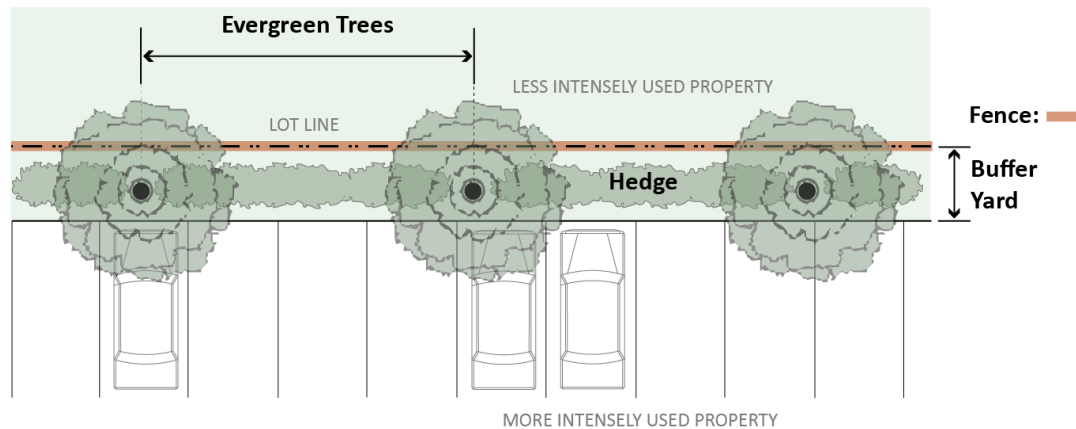 Evergreen Trees
LESS INTENSELY USED PROPERTY
LOT LINE
Fence:
Hedge
Buffer
Yard
MORE INTENSELY USED PROPERTY